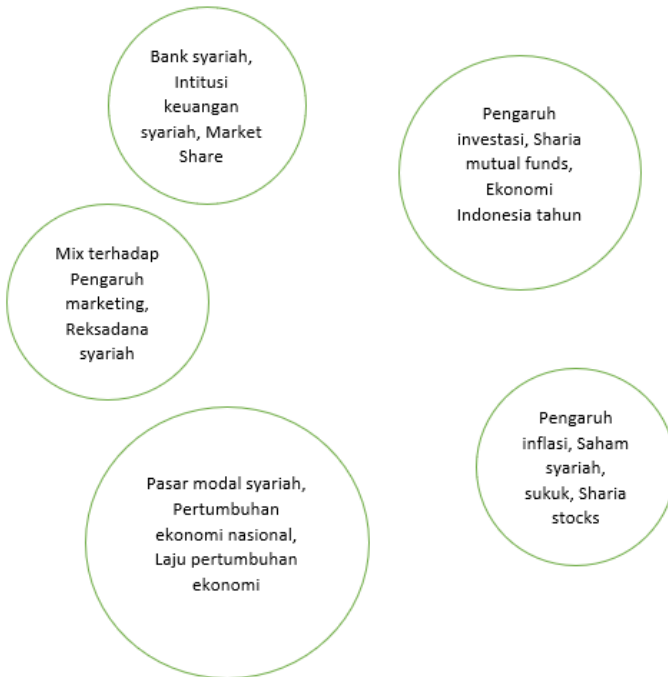 Bank syariah,
Intitusi
keuangan
syariah, Market
Share
Pengaruh
investasi, Sharia
mutual funds,
Ekonomi
Indonesia tahun
Mix terhadap
Pengaruh
marketing,
Reksadana
syariah
Pengaruh
inflasi, Saham
syariah,
sukuk, Sharia
stocks
Pasar modal syariah,
Pertumbuhan
ekonomi nasional,
Laju pertumbuhan
ekonomi